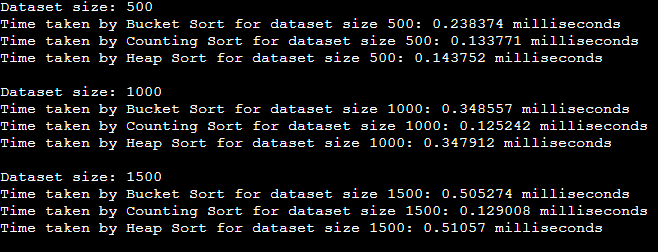 Dataset size: 500
Time taken by Bucket Sort for dataset size 500: 0.238374 milliseconds
Time taken by Counting Sort for dataset size 500: 0.133771 milliseconds
Time taken by Heap Sort for dataset size 500: 0.143752 milliseconds
Dataset size: 1000
Time taken by Bucket Sort for dataset size 1000: 0.348557 milliseconds
Time taken by Counting Sort for dataset size 1000: 0.125242 milliseconds
Time taken by Heap Sort for dataset size 1000: 0.347912 milliseconds
Dataset size: 1500
Time taken by Bucket Sort for dataset size 1500: 0.505274 milliseconds
Time taken by Counting Sort for dataset size 1500: 0.129008 milliseconds
Time taken by Heap Sort for dataset size 1500: 0.51057 milliseconds